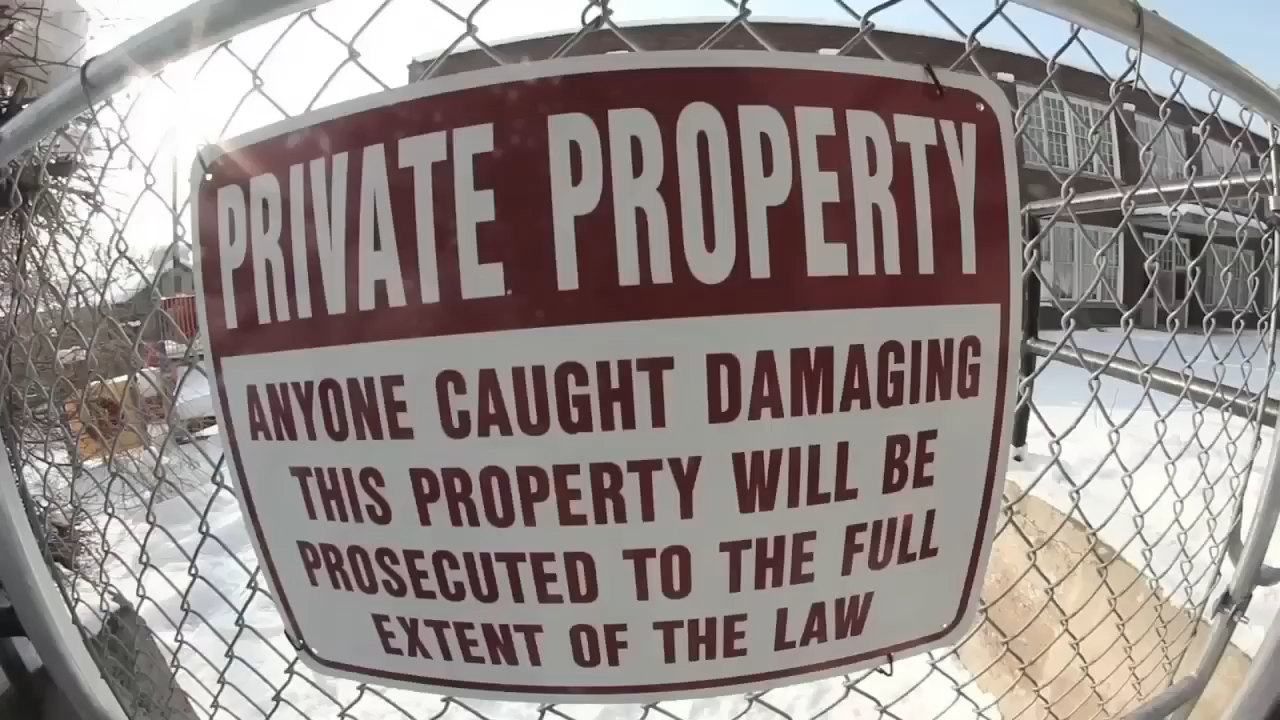 PRIVATE PROPERTY
ANYONE CAUGHT DAMAGING
THIS PROPERTY WILL BE
PROSECUTED TO THE FULL
EXTENT OF THE LAW